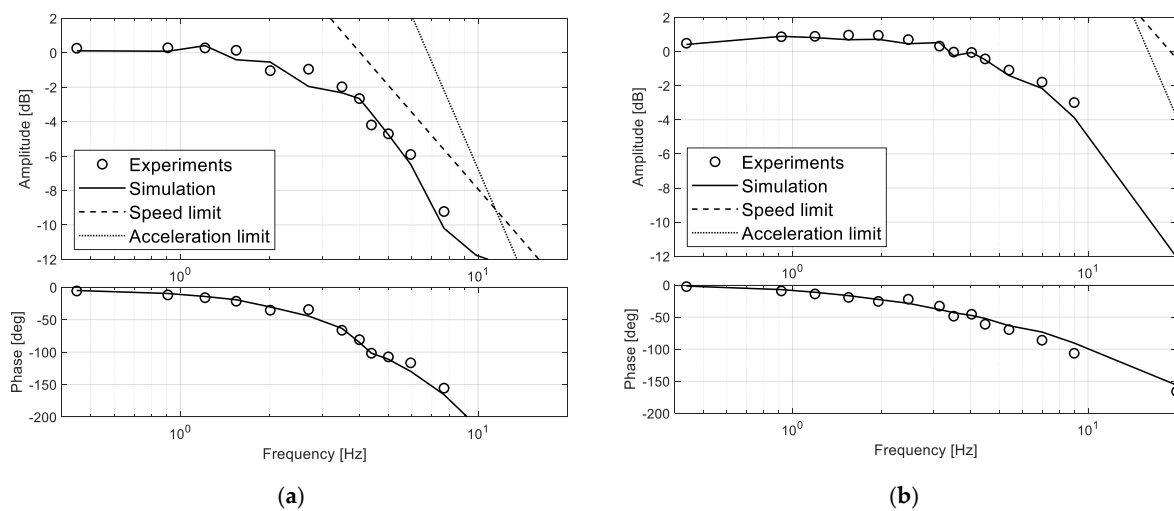 2
0
-2
-4
-6
-8
-10
-12
Amplitude [dB]
Experiments
Simulation
Speed limit
Acceleration limit
10⁰
10¹
0
-50
-100
-150
-200
Phase [deg]
10⁰
10¹
Frequency [Hz]
(a)
2
0
-2
-4
-6
-8
-10
-12
Amplitude [dB]
Experiments
Simulation
Speed limit
Acceleration limit
10⁰
10¹
0
-50
-100
-150
-200
Phase [deg]
10⁰
10¹
Frequency [Hz]
(b)